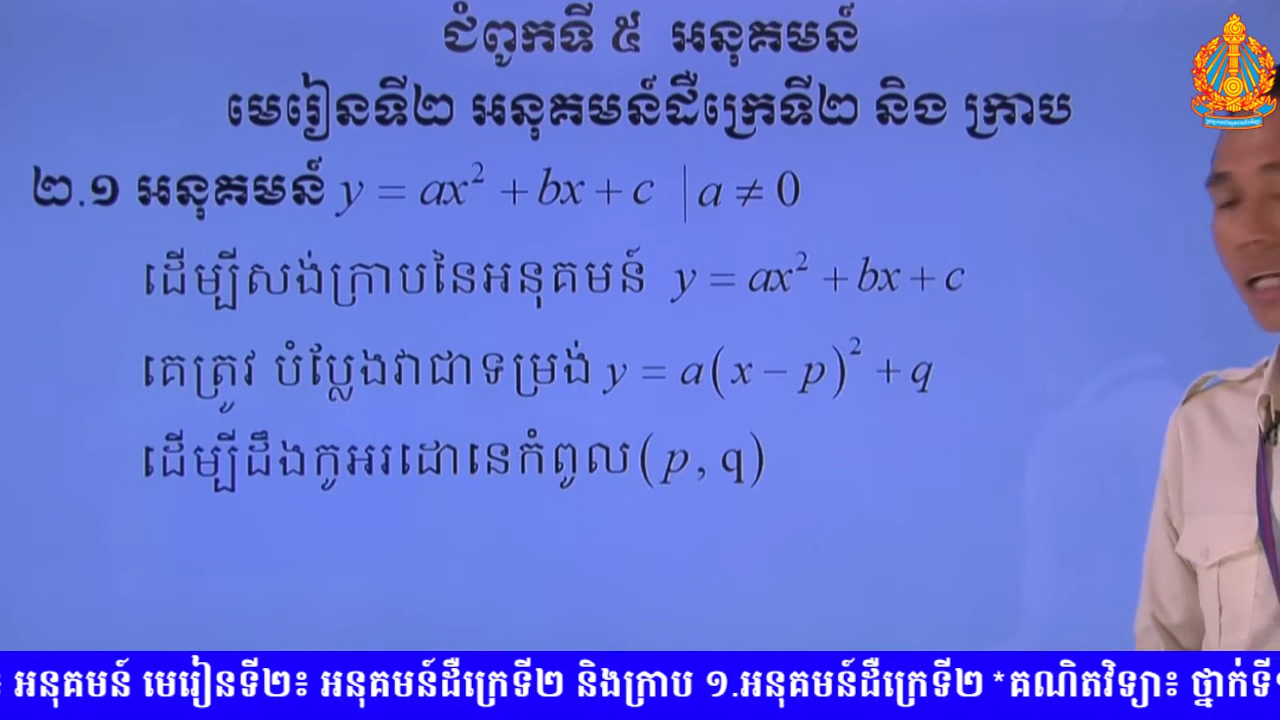 ជំពូកទី ៥ អនុគមន៍
មេរៀនទី២ អនុគមន៍ដឺក្រេទី២ និង ក្រាប
២.១ អនុគមន៍ y = ax² + bx + c | a ≠ 0
ដើម្បីសង់ក្រាបនៃអនុគមន៍ y = ax² + bx + c
គេត្រូវ បំប្លែងវាជាទម្រង់ y = a(x − p)² + q
ដើម្បីដឹងកូអរដោនេកំពូល(p, q)
អនុគមន៍ មេរៀនទី២៖ អនុគមន៍ដឺក្រេទី២ និងក្រាប ១.អនុគមន៍ដឺក្រេទី២ *គណិតវិទ្យា៖ ថ្នាក់ទី